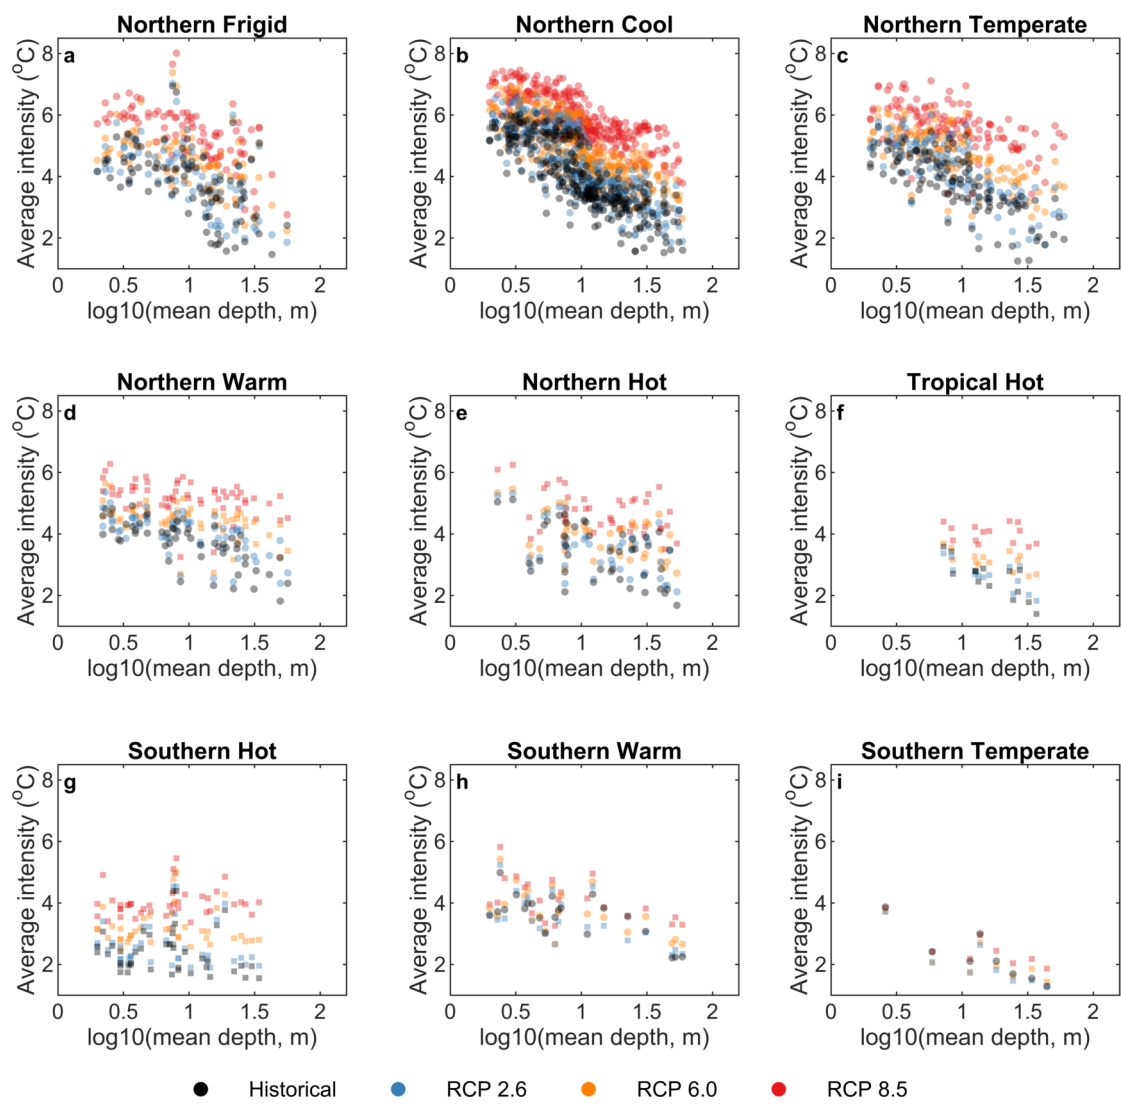 Northern Frigid
Northern Cool
Northern Temperate
a
b
c
Average intensity (°C)
Average intensity (°C)
Average intensity (°C)
8
6
4
2
8
6
4
2
8
6
4
2
0 0.5 1 1.5 2
0 0.5 1 1.5 2
0 0.5 1 1.5 2
log10(mean depth, m)
log10(mean depth, m)
log10(mean depth, m)
Northern Warm
Northern Hot
Tropical Hot
d
e
f
Average intensity (°C)
Average intensity (°C)
Average intensity (°C)
8
6
4
2
8
6
4
2
8
6
4
2
0 0.5 1 1.5 2
0 0.5 1 1.5 2
0 0.5 1 1.5 2
log10(mean depth, m)
log10(mean depth, m)
log10(mean depth, m)
Southern Hot
Southern Warm
Southern Temperate
g
h
i
Average intensity (°C)
Average intensity (°C)
Average intensity (°C)
8
6
4
2
8
6
4
2
8
6
4
2
0 0.5 1 1.5 2
0 0.5 1 1.5 2
0 0.5 1 1.5 2
log10(mean depth, m)
log10(mean depth, m)
log10(mean depth, m)
Historical RCP 2.6 RCP 6.0 RCP 8.5